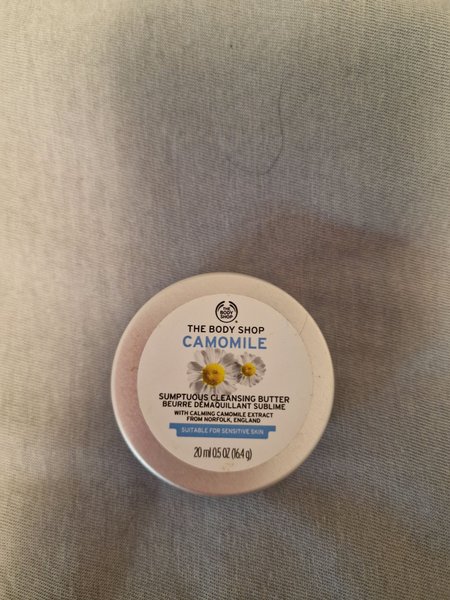 THE
BODY
SHOP
THE BODY SHOP
CAMOMILE
SUMPTUOUS CLEANSING BUTTER
BEURRE DÉMAQUILLANT SUBLIME
WITH CALMING CAMOMILE EXTRACT
FROM NORFOLK, ENGLAND
SUITABLE FOR SENSITIVE SKIN
20 ml 0.5 OZ (16.4 g)